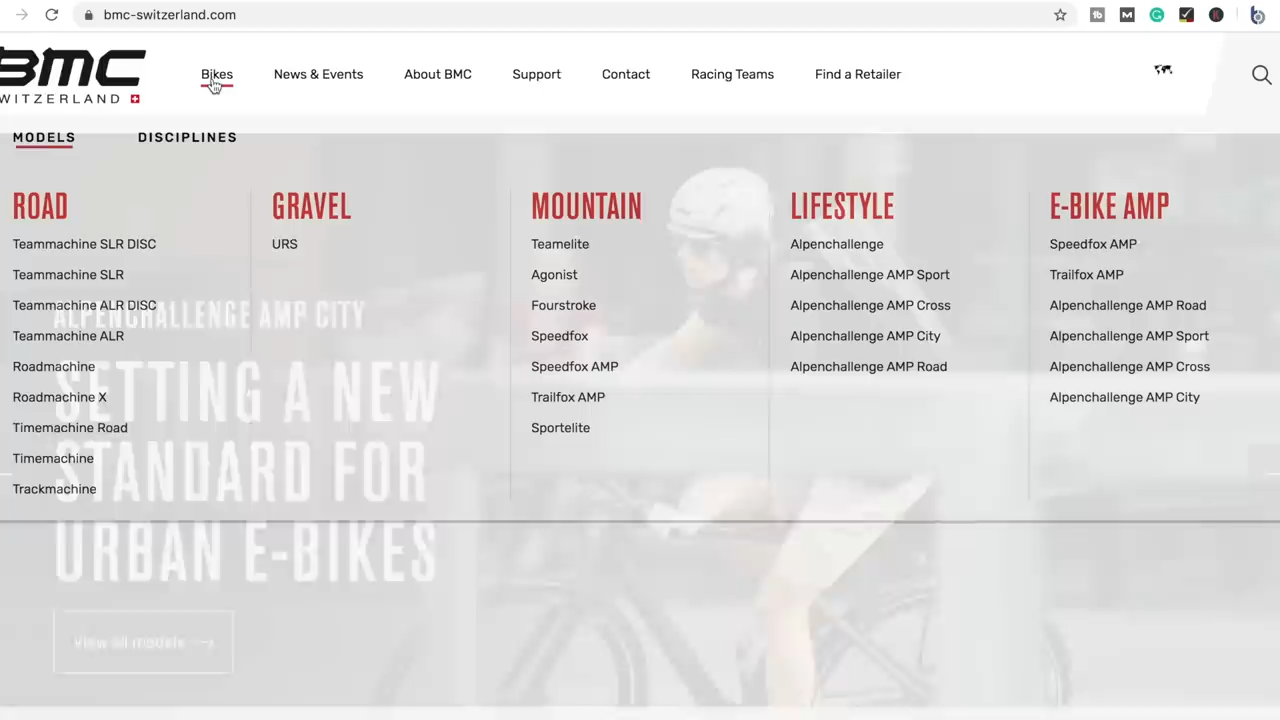 bmc-switzerland.com
BMC
WITZERLAND
Bikes
News & Events
About BMC
Support
Contact
Racing Teams
Find a Retailer
MODELS
DISCIPLINES
ROAD
Teammachine SLR DISC
Teammachine SLR
Teammachine ALR DISC
Teammachine ALR
Roadmachine
Roadmachine X
Timemachine Road
Timemachine
Trackmachine
GRAVEL
URS
MOUNTAIN
Teamelite
Agonist
Fourstroke
Speedfox
Speedfox AMP
Trailfox AMP
Sportelite
LIFESTYLE
Alpenchallenge
Alpenchallenge AMP Sport
Alpenchallenge AMP Cross
Alpenchallenge AMP City
Alpenchallenge AMP Road
E-BIKE AMP
Speedfox AMP
Trailfox AMP
Alpenchallenge AMP Road
Alpenchallenge AMP Sport
Alpenchallenge AMP Cross
Alpenchallenge AMP City
ALPENCHALLENGE AMP CITY
SETTING A NEW
STANDARD FOR
URBAN E-BIKES
View all models